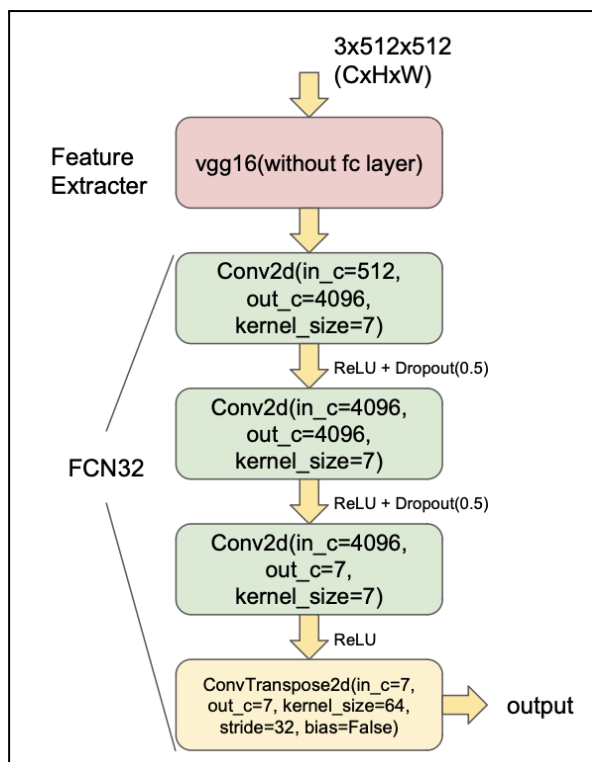 3x512x512
(CxHxW)
Feature
Extracter
vgg16(without fc layer)
Conv2d(in_c=512,
out_c=4096,
kernel_size=7)
ReLU + Dropout(0.5)
Conv2d(in_c=4096,
out_c=4096,
kernel_size=7)
FCN32
ReLU + Dropout(0.5)
Conv2d(in_c=4096,
out_c=7,
kernel_size=7)
ReLU
ConvTranspose2d(in_c=7,
out_c=7, kernel_size=64,
stride=32, bias=False)
output